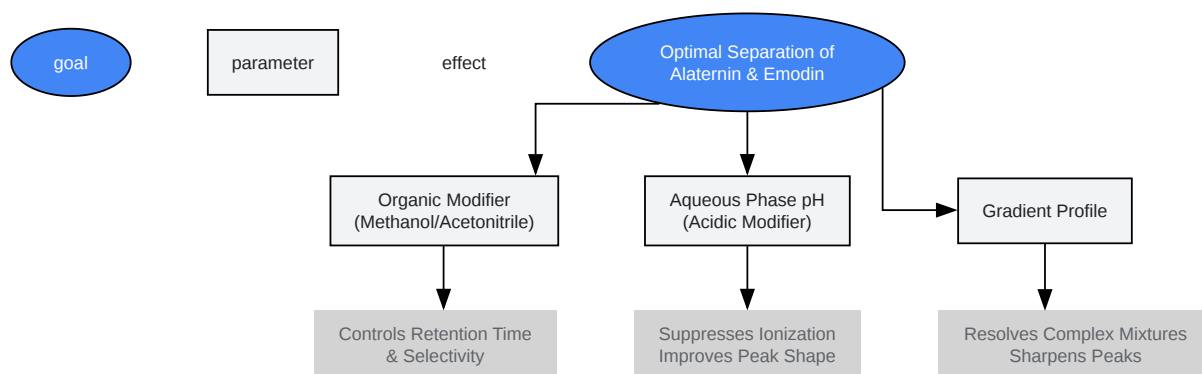 goal
parameter
effect
Optimal Separation of
Alaternin & Emodin
Organic Modifier
(Methanol/Acetonitrile)
Aqueous Phase pH
(Acidic Modifier)
Gradient Profile
Controls Retention Time
& Selectivity
Suppresses Ionization
Improves Peak Shape
Resolves Complex Mixtures
Sharpens Peaks